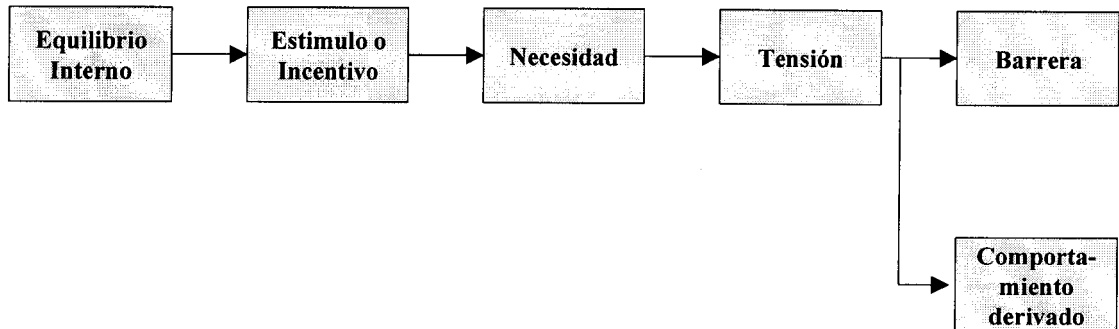 Equilibrio
Interno
Estimulo o
Incentivo
Necesidad
Tensión
Barrera
Comporta-
miento
derivado